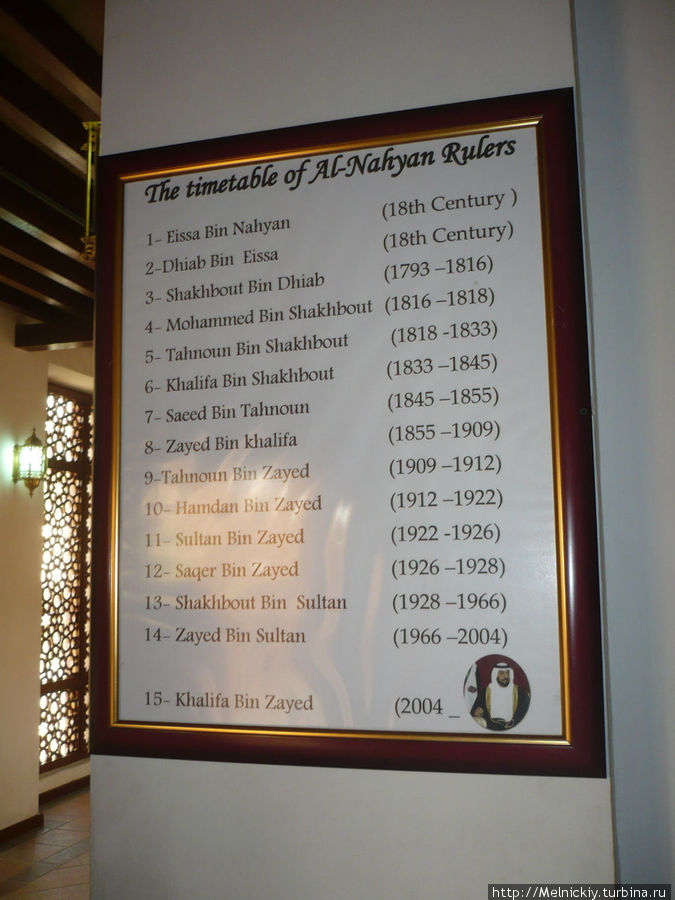 The timetable of Al-Nahyan Rulers
1- Eissa Bin Nahyan (18th Century )
2-Dhiab Bin Eissa (18th Century)
3- Shakhbout Bin Dhiab (1793 –1816)
4- Mohammed Bin Shakhbout (1816 –1818)
5- Tahnoun Bin Shakhbout (1818 -1833)
6- Khalifa Bin Shakhbout (1833 –1845)
7- Saeed Bin Tahnoun (1845 –1855)
8- Zayed Bin khalifa (1855 –1909)
9-Tahnoun Bin Zayed (1909 –1912)
10- Hamdan Bin Zayed (1912 –1922)
11- Sultan Bin Zayed (1922 -1926)
12- Saqer Bin Zayed (1926 –1928)
13- Shakhbout Bin Sultan (1928 –1966)
14- Zayed Bin Sultan (1966 –2004)
15- Khalifa Bin Zayed (2004 _
http://Melnickiy.turbina.ru